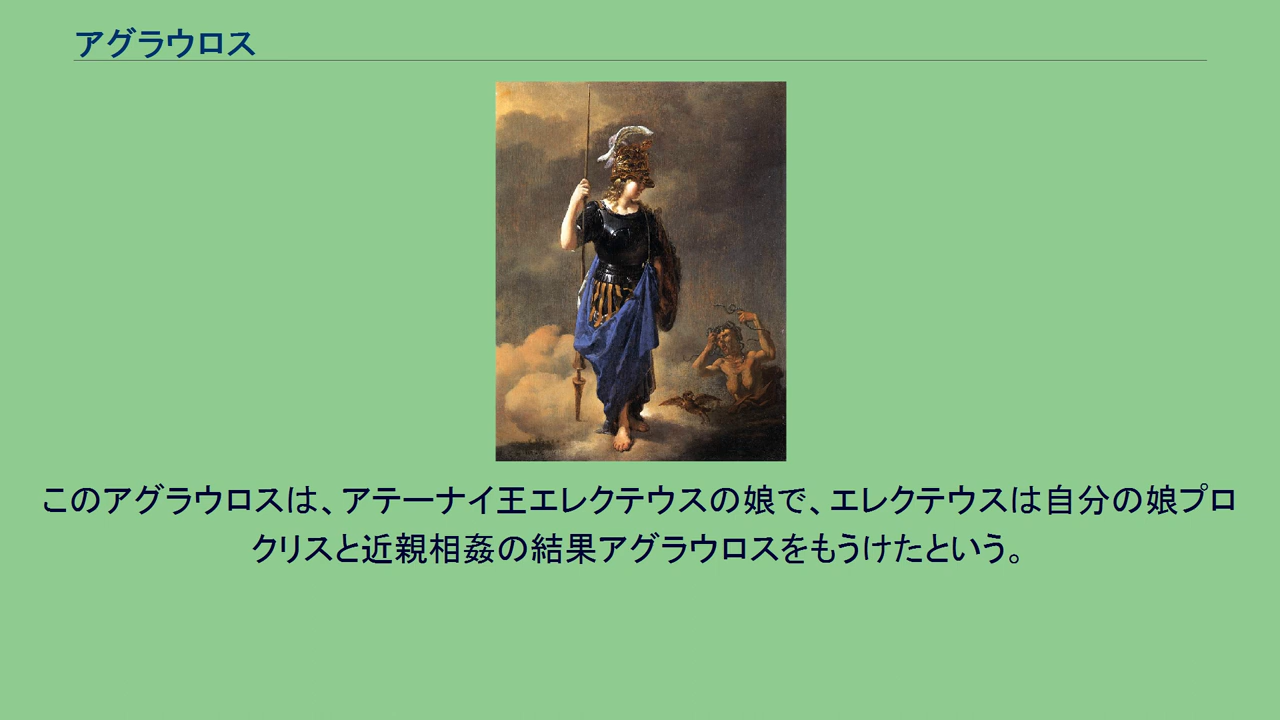 アグラウロス
このアグラウロスは、アテーナイ王エレクテウスの娘で、エレクテウスは自分の娘プロ
クリスと近親相姦の結果アグラウロスをもうけたという。